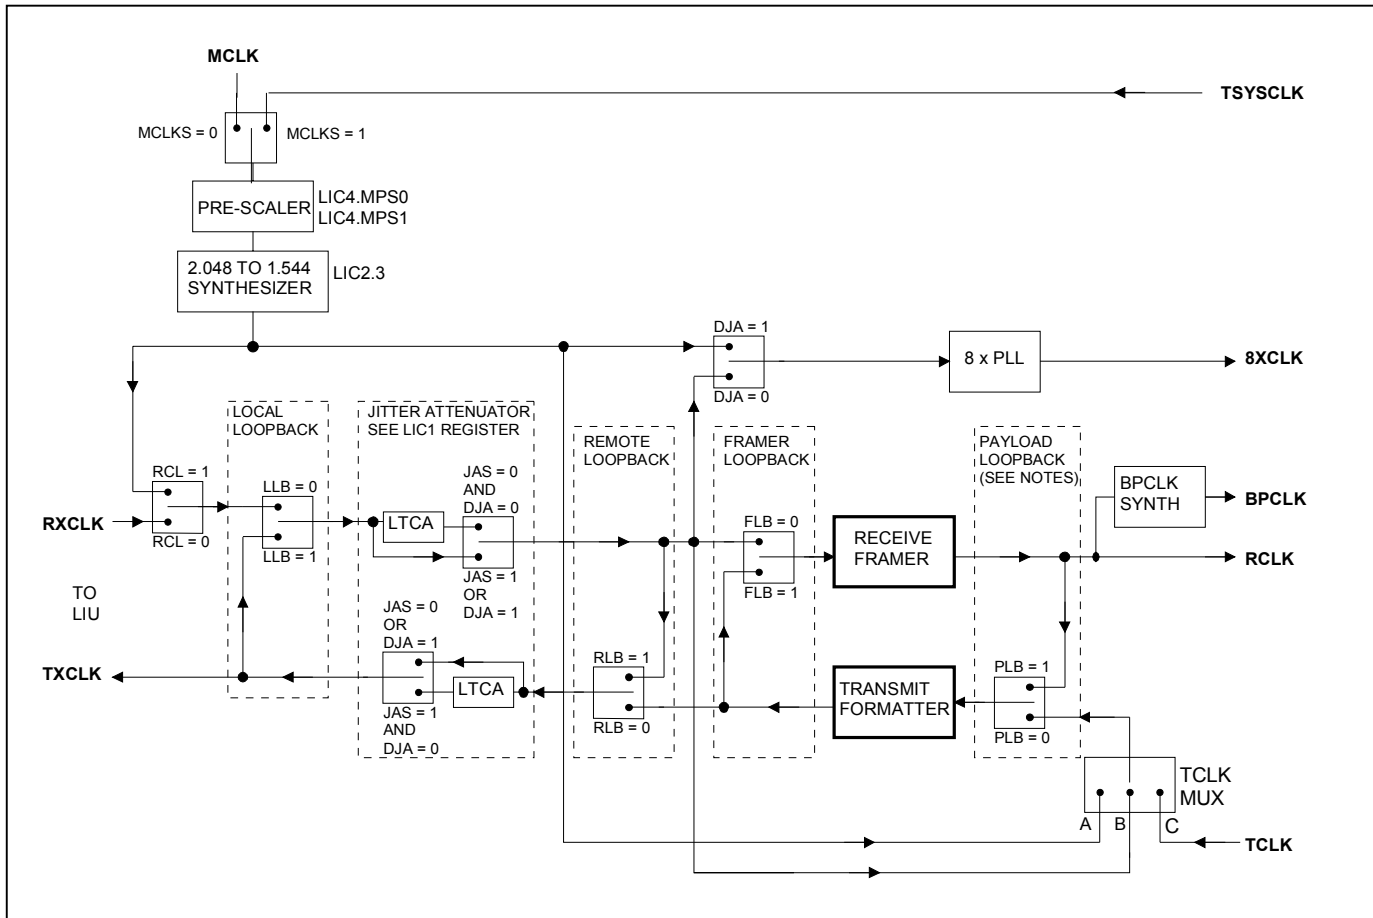 MCLK
TSYSCLK
MCLKS = 0
MCLKS = 1
PRE-SCALER
LIC4.MPS0
LIC4.MPS1
2.048 TO 1.544
SYNTHESIZER
LIC2.3
DJA = 1
8 x PLL
8XCLK
DJA = 0
LOCAL
LOOPBACK
JITTER ATTENUATOR
SEE LIC1 REGISTER
REMOTE
LOOPBACK
FRAMER
LOOPBACK
PAYLOAD
LOOPBACK
(SEE NOTES)
RCL = 1
LLB = 0
JAS = 0
AND
DJA = 0
BPCLK
SYNTH
BPCLK
RXCLK
LTCA
FLB = 0
RECEIVE
FRAMER
RCLK
RCL = 0
LLB = 1
JAS = 1
OR
DJA = 1
FLB = 1
TO
LIU
JAS = 0
OR
DJA = 1
RLB = 1
PLB = 1
TXCLK
LTCA
TRANSMIT
FORMATTER
JAS = 1
AND
DJA = 0
RLB = 0
PLB = 0
TCLK
MUX
A
B
C
TCLK